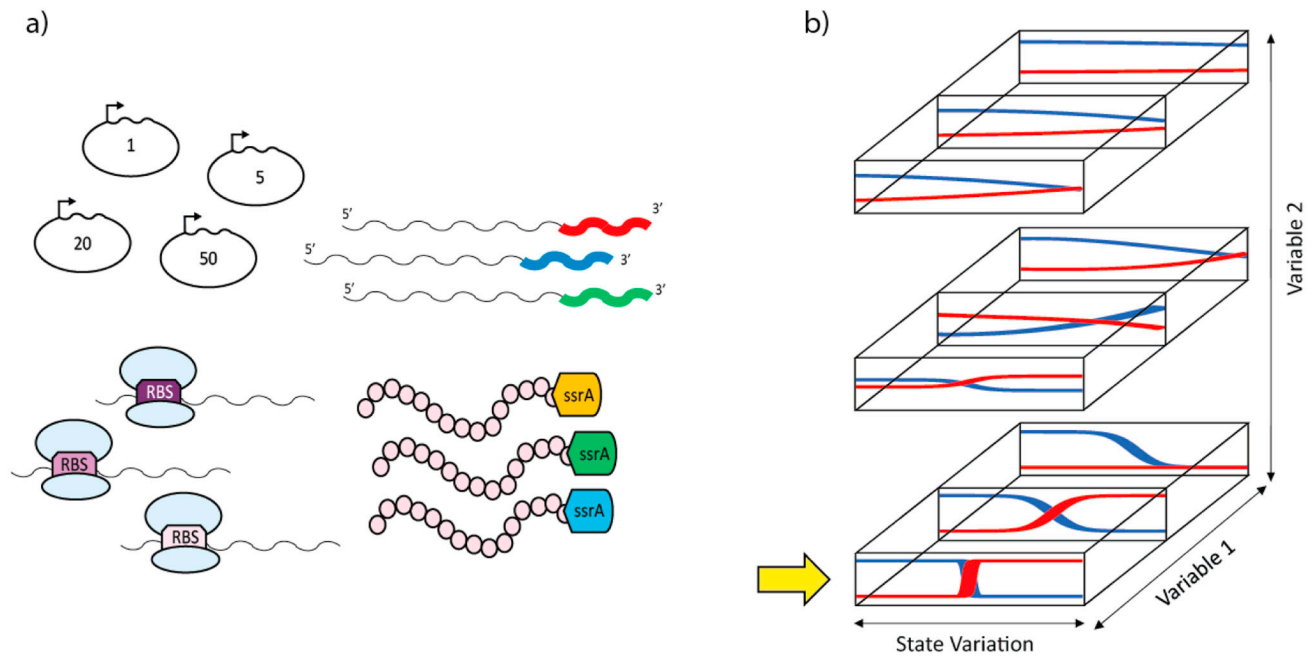 a)
b)
1
5
20
50
5’
3’
5’
3’
5’
3’
RBS
RBS
RBS
ssrA
ssrA
ssrA
Variable 2
Variable 1
State Variation